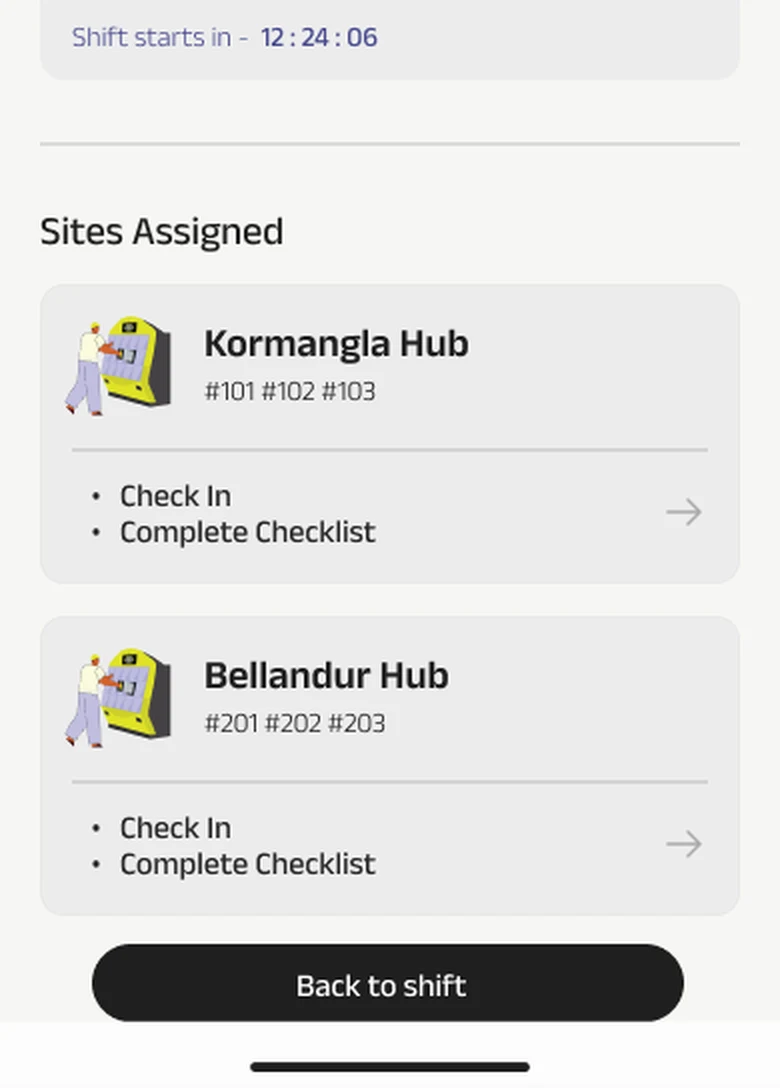 Shift starts in - 12 : 24 : 06
Sites Assigned
Kormangla Hub
#101 #102 #103
• Check In
• Complete Checklist
Bellandur Hub
#201 #202 #203
• Check In
• Complete Checklist
Back to shift